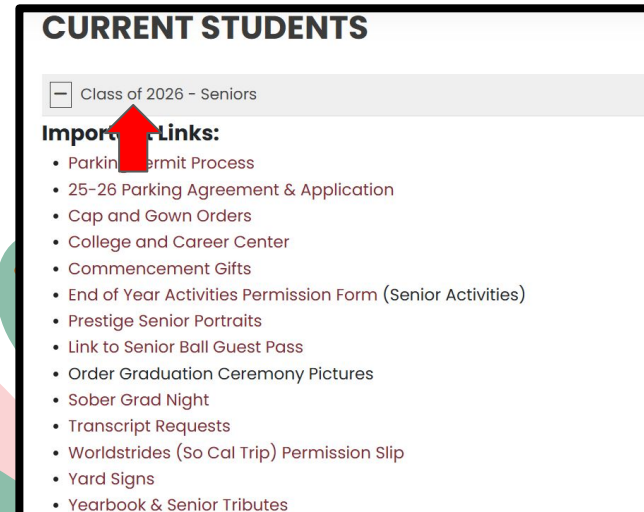 CURRENT STUDENTS
Class of 2026 - Seniors
Links:
Permit Process
25-26 Parking Agreement & Application
Cap and Gown Orders
College and Career Center
Commencement Gifts
End of Year Activities Permission Form (Senior Activities)
Prestige Senior Portraits
Link to Senior Ball Guest Pass
Order Graduation Ceremony Pictures
Sober Grad Night
Transcript Requests
Worldstrides (So Cal Trip) Permission Slip
Yard Signs
Yearbook & Senior Tributes